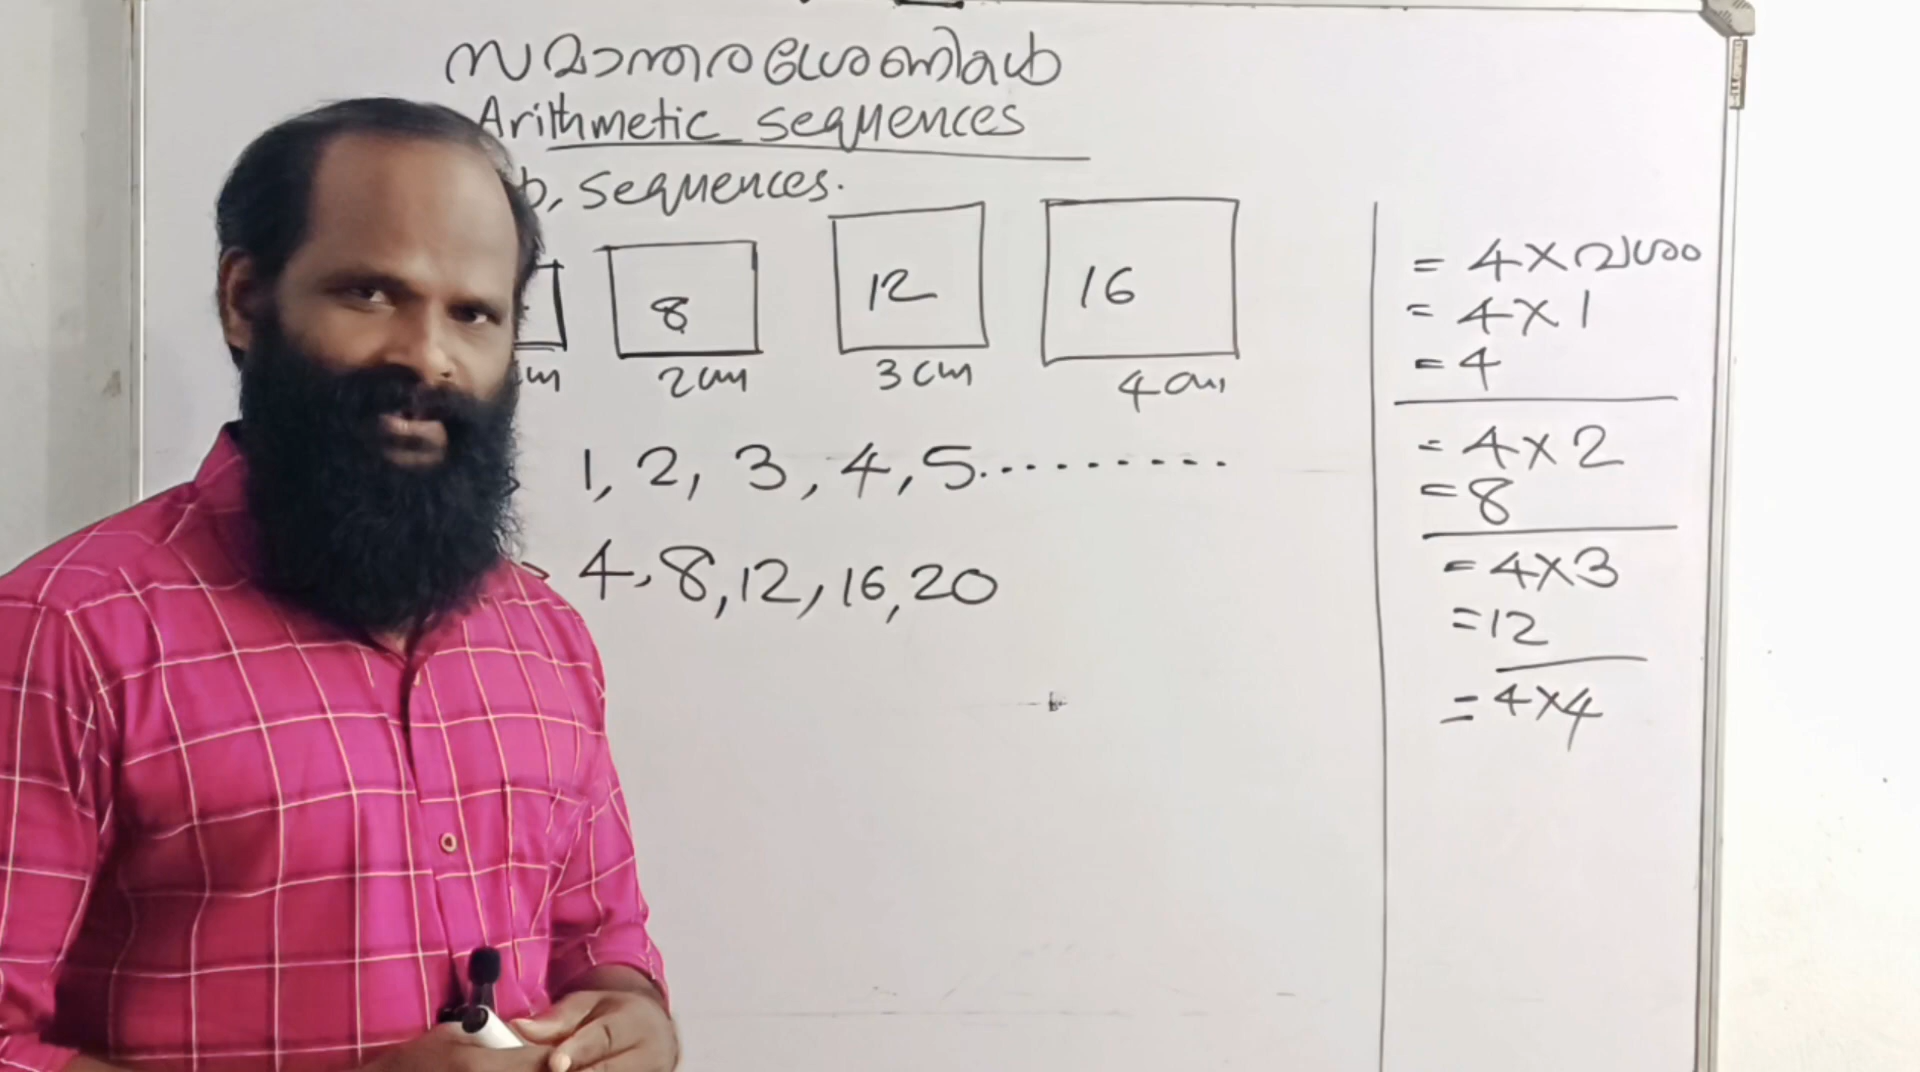 സമാന്തരശ്രേണികൾ
Arithmetic sequences
sequences.
8 12 16
2cm 3cm 4cm
1, 2, 3, 4, 5.........
4, 8, 12, 16, 20
= 4×വശം
= 4×1
= 4
= 4×2
= 8
= 4×3
= 12
= 4×4